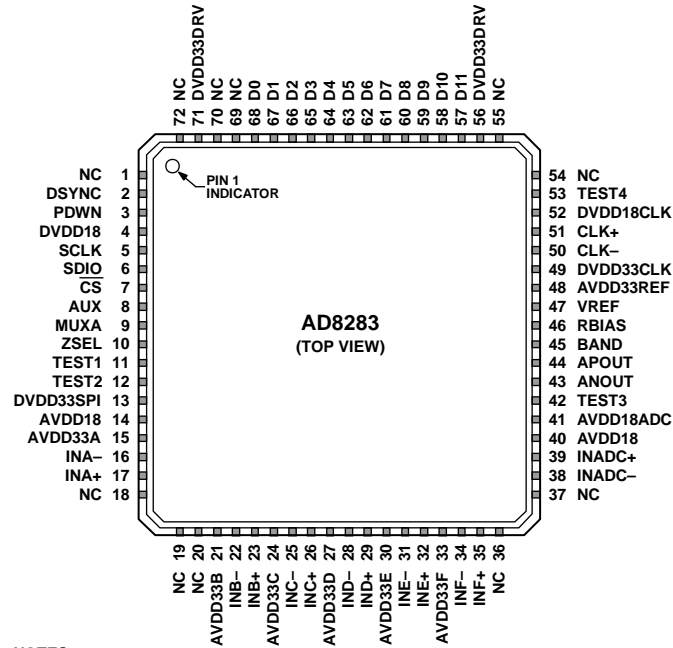 72 NC
71 DVDD33DRV
70 NC
69 NC
68 D0
67 D1
66 D2
65 D3
64 D4
63 D5
62 D6
61 D7
60 D8
59 D9
58 D10
57 D11
56 DVDD33DRV
55 NC
NC 1
DSYNC 2
PDWN 3
DVDD18 4
SCLK 5
SDIO 6
CS 7
AUX 8
MUXA 9
ZSEL 10
TEST1 11
TEST2 12
DVDD33SPI 13
AVDD18 14
AVDD33A 15
INA– 16
INA+ 17
NC 18
PIN 1
INDICATOR
AD8283
(TOP VIEW)
54 NC
53 TEST4
52 DVDD18CLK
51 CLK+
50 CLK–
49 DVDD33CLK
48 AVDD33REF
47 VREF
46 RBIAS
45 BAND
44 APOUT
43 ANOUT
42 TEST3
41 AVDD18ADC
40 AVDD18
39 INADC+
38 INADC–
37 NC
NC 19
NC 20
AVDD33B 21
INB– 22
INB+ 23
AVDD33C 24
INC– 25
INC+ 26
AVDD33D 27
IND– 28
IND+ 29
AVDD33E 30
INE– 31
INE+ 32
AVDD33F 33
INF– 34
INF+ 35
NC 36